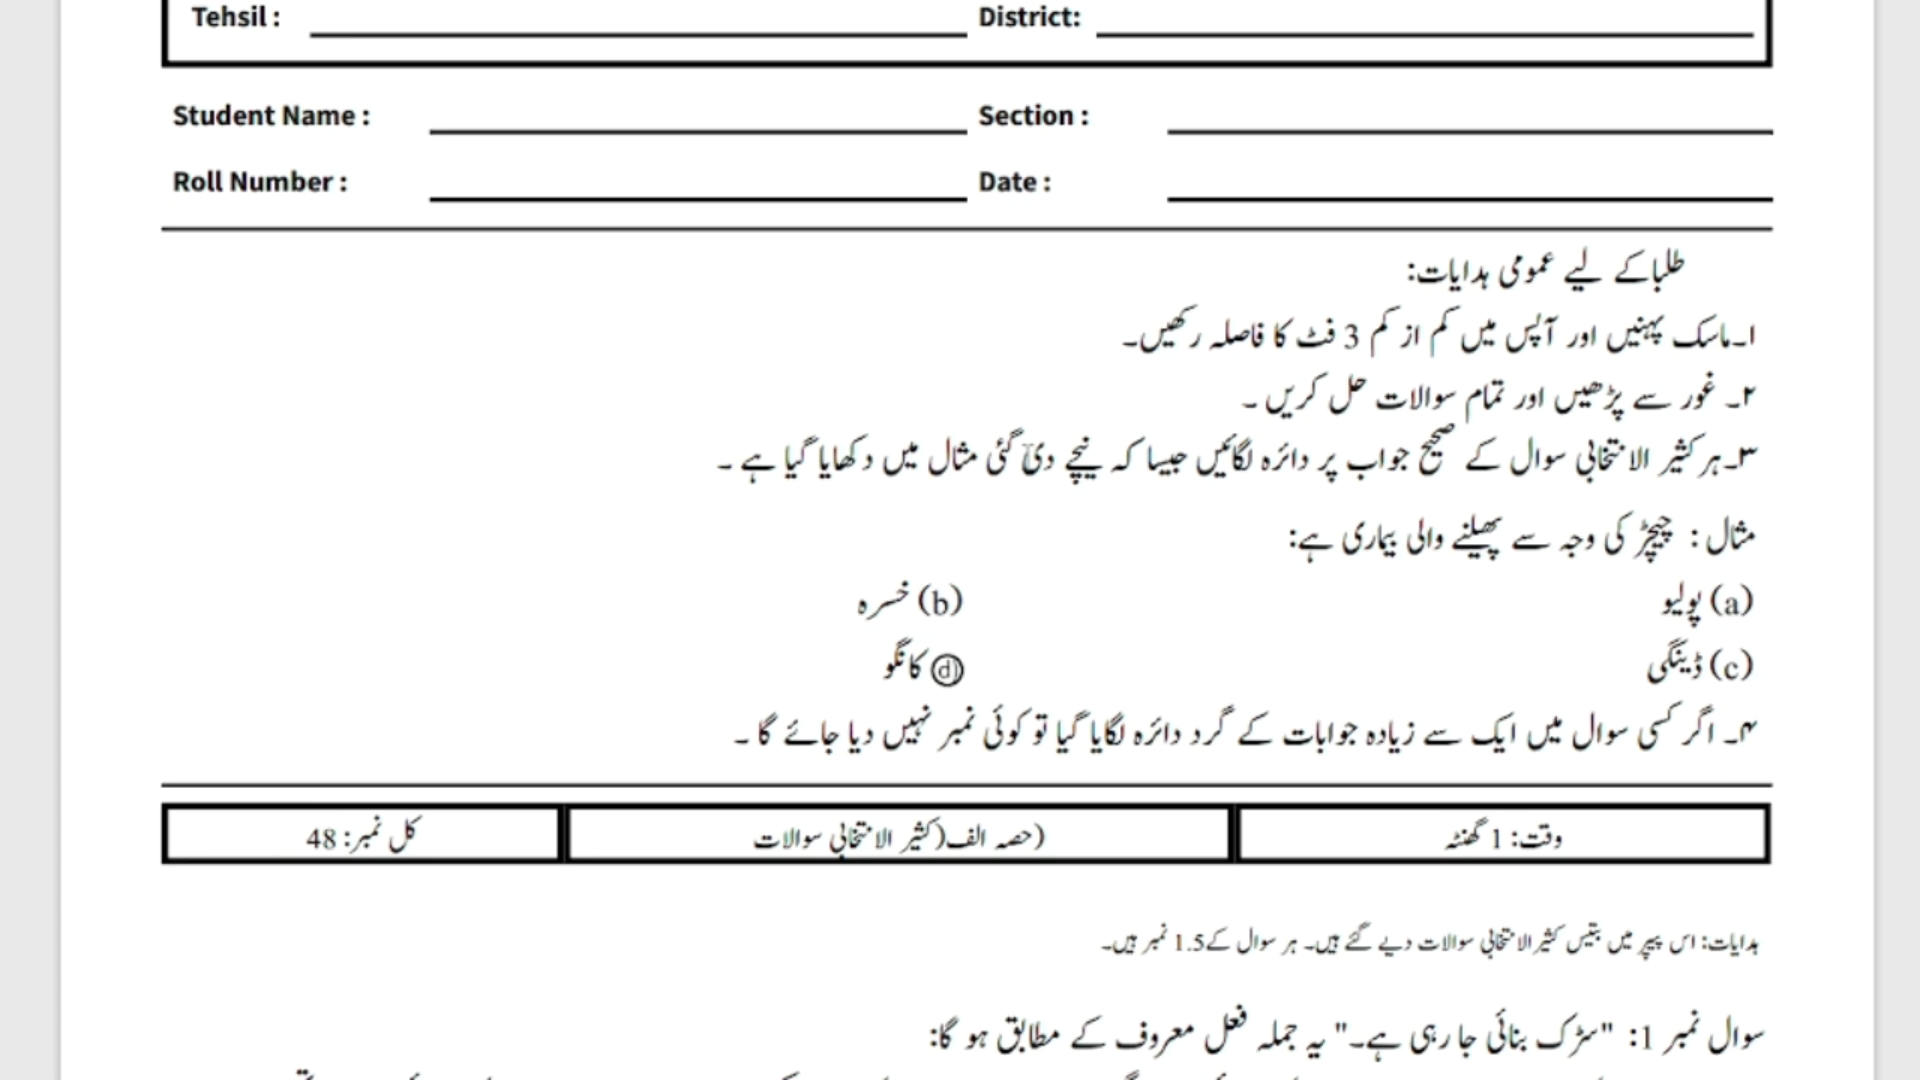 Tehsil : District:
Student Name : Section :
Roll Number : Date :
طلباکے لیے عمومی ہدایات:
۱۔ماسک پہنیں اور آپس میں کم از کم 3 فٹ کا فاصلہ رکھیں۔
۲۔ غور سے پڑھیں اور تمام سوالات حل کریں ۔
۳۔ہر کثیر الانتخابی سوال کے صحیح جواب پر دائرہ لگائیں جیسا کہ نیچے دیٔ گئی مثال میں دکھایا گیا ہے ۔
مثال : چیچڑ کی وجہ سے پھیلنے والی بیماری ہے:
(a) پولیو (b) خسرہ
(c) ڈینگی (d) کانگو
۴۔ اگر کسی سوال میں ایک سے زیادہ جوابات کے گرد دائرہ لگایا گیا تو کوئی نمبر نہیں دیا جائے گا ۔
وقت: 1 گھنٹہ (حصہ الف(کثیر الانتخابی سوالات کل نمبر: 48
ہدایات: اس پیپر میں بتیس کثیر الانتخابی سوالات دیے گئے ہیں۔ ہر سوال کے1.5 نمبر ہیں۔
سوال نمبر 1: "سڑک بنائی جا رہی ہے۔" یہ جملہ فعل معروف کے مطابق ہو گا: